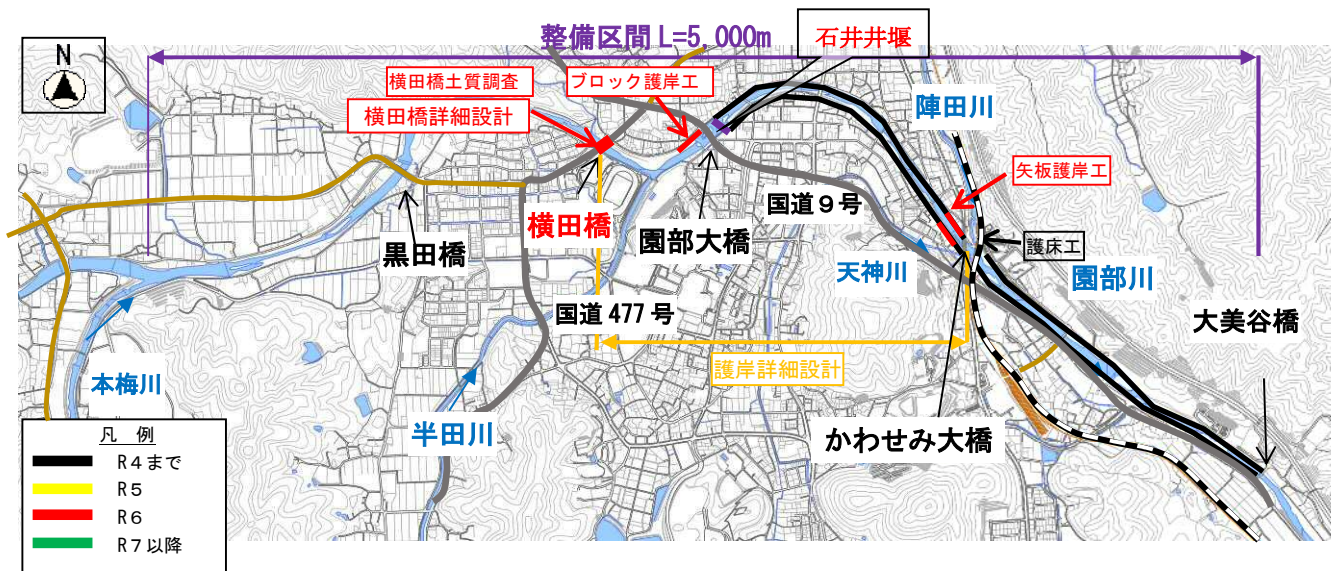 整備区間 L=5,000m
石井井堰
N
横田橋土質調査
ブロック護岸工
横田橋詳細設計
陣田川
矢板護岸工
国道９号
横田橋
園部大橋
黒田橋
護床工
天神川
園部川
国道 477 号
大美谷橋
護岸詳細設計
本梅川
半田川
かわせみ大橋
凡 例
R４まで
R５
R６
R７以降